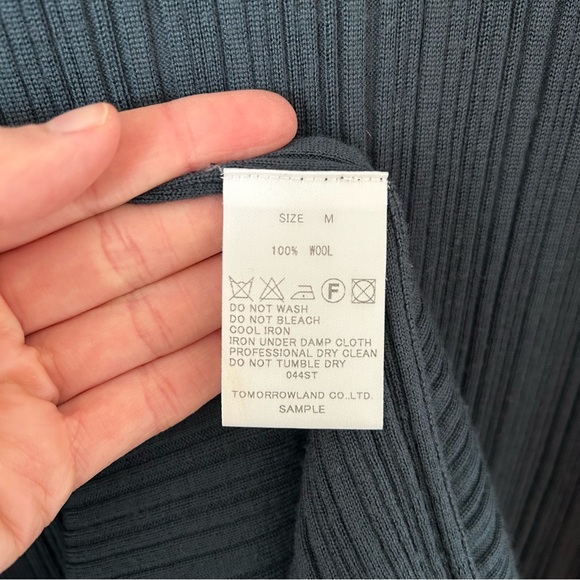 SIZE M
100% WOOL
F
DO NOT WASH
DO NOT BLEACH
COOL IRON
IRON UNDER DAMP CLOTH
PROFESSIONAL DRY CLEAN
DO NOT TUMBLE DRY
044ST
TOMORROWLAND CO.,LTD.
SAMPLE